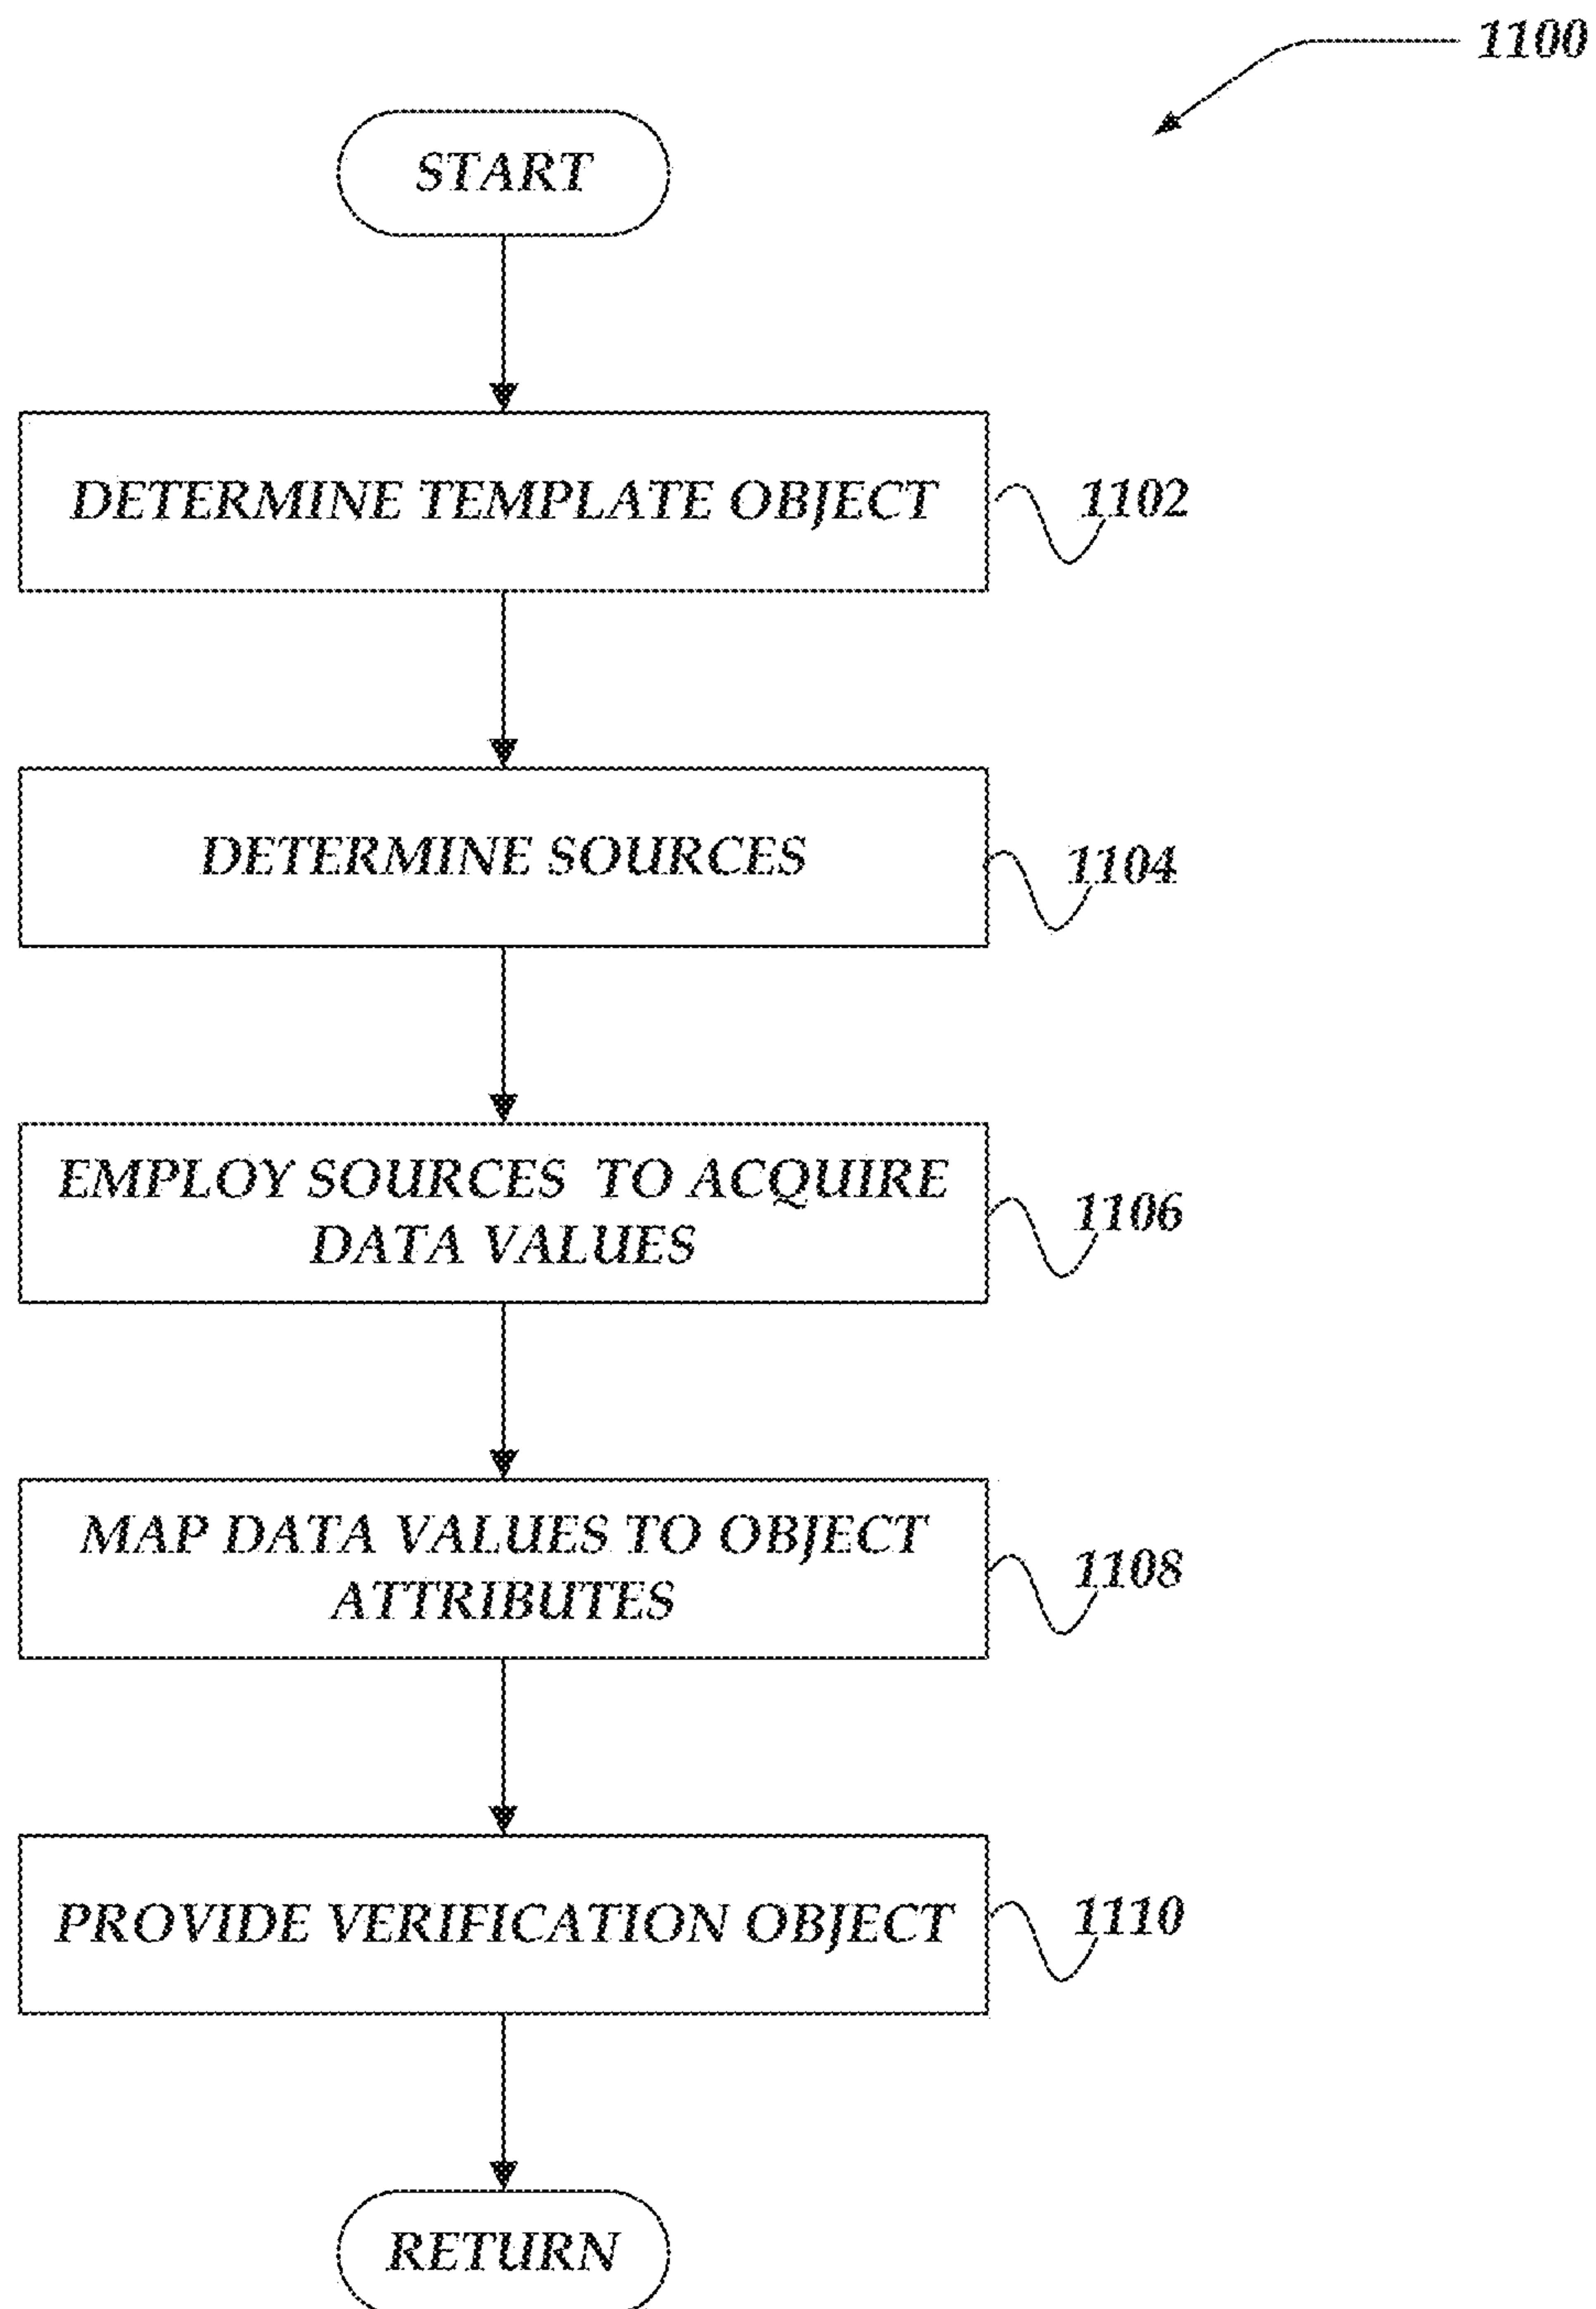 1100
START
DETERMINE TEMPLATE OBJECT
1102
DETERMINE SOURCES
1104
EMPLOY SOURCES TO ACQUIRE
DATA VALUES
1106
MAP DATA VALUES TO OBJECT
ATTRIBUTES
1108
PROVIDE VERIFICATION OBJECT
1110
RETURN